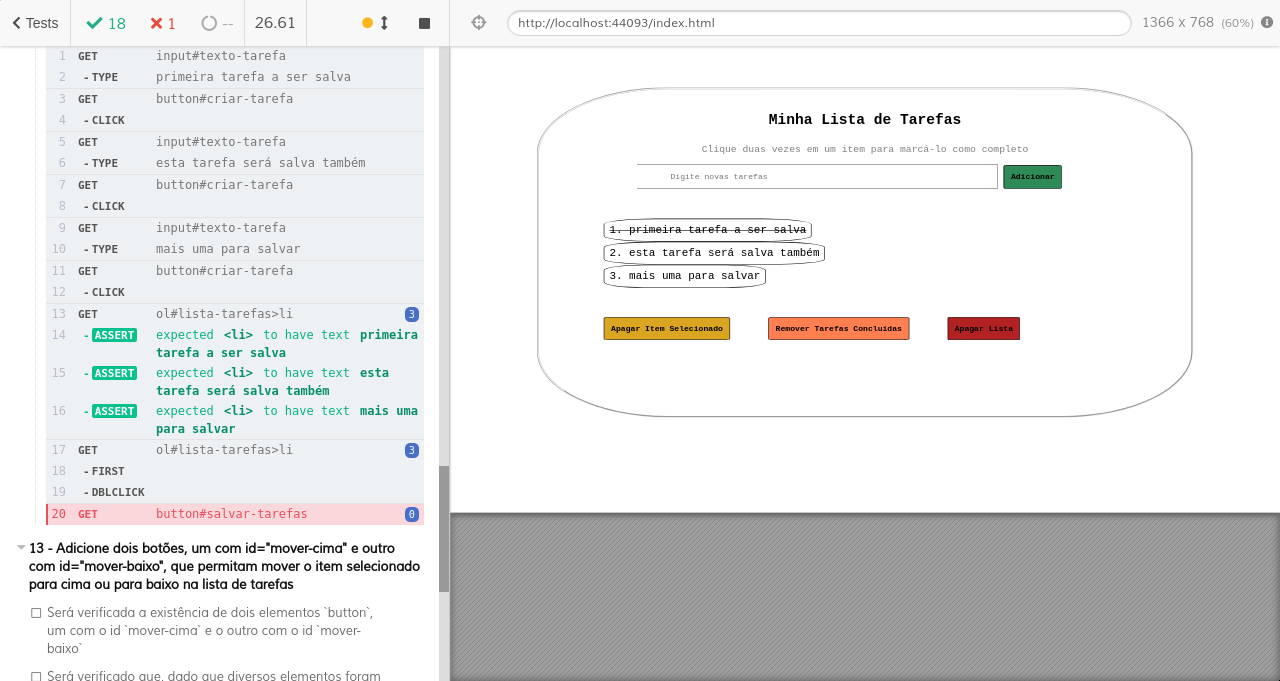 Tests 18 1 -- 26.61 http://localhost:44093/index.html 1366 x 768 (60%)
1 GET input#texto-tarefa
2 -TYPE primeira tarefa a ser salva
3 GET button#criar-tarefa
4 -CLICK
5 GET input#texto-tarefa
6 -TYPE esta tarefa será salva também
7 GET button#criar-tarefa
8 -CLICK
9 GET input#texto-tarefa
10 -TYPE mais uma para salvar
11 GET button#criar-tarefa
12 -CLICK
13 GET ol#lista-tarefas>li 3
14 -ASSERT expected <li> to have text primeira
tarefa a ser salva
15 -ASSERT expected <li> to have text esta
tarefa será salva também
16 -ASSERT expected <li> to have text mais uma
para salvar
17 GET ol#lista-tarefas>li 3
18 -FIRST
19 -DBLCLICK
20 GET button#salvar-tarefas 0
13 - Adicione dois botões, um com id="mover-cima" e outro
com id="mover-baixo", que permitam mover o item selecionado
para cima ou para baixo na lista de tarefas
Será verificada a existência de dois elementos `button`,
um com o id `mover-cima` e o outro com o id `mover-
baixo`
Será verificado que, dado que diversos elementos foram
Minha Lista de Tarefas
Clique duas vezes em um item para marcá-lo como completo
Digite novas tarefas Adicionar
1. primeira tarefa a ser salva
2. esta tarefa será salva também
3. mais uma para salvar
Apagar Item Selecionado Remover Tarefas Concluídas Apagar Lista